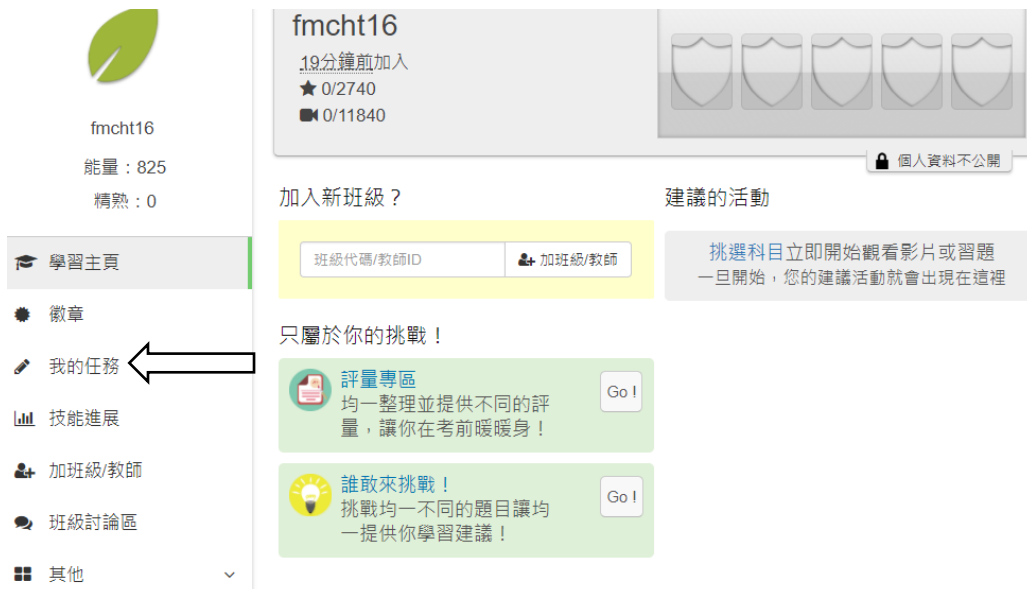 fmcht16
能量：825
精熟：0
學習主頁
徽章
我的任務
技能進展
加班級/教師
班級討論區
其他
fmcht16
19分鐘前加入
0/2740
0/11840
個人資料不公開
加入新班級？
班級代碼/教師ID
加班級/教師
建議的活動
挑選科目立即開始觀看影片或習題
一旦開始，您的建議活動就會出現在這裡
只屬於你的挑戰！
評量專區
均一整理並提供不同的評
量，讓你在考前暖暖身！
Go !
誰敢來挑戰！
挑戰均一不同的題目讓均
一提供你學習建議！
Go !